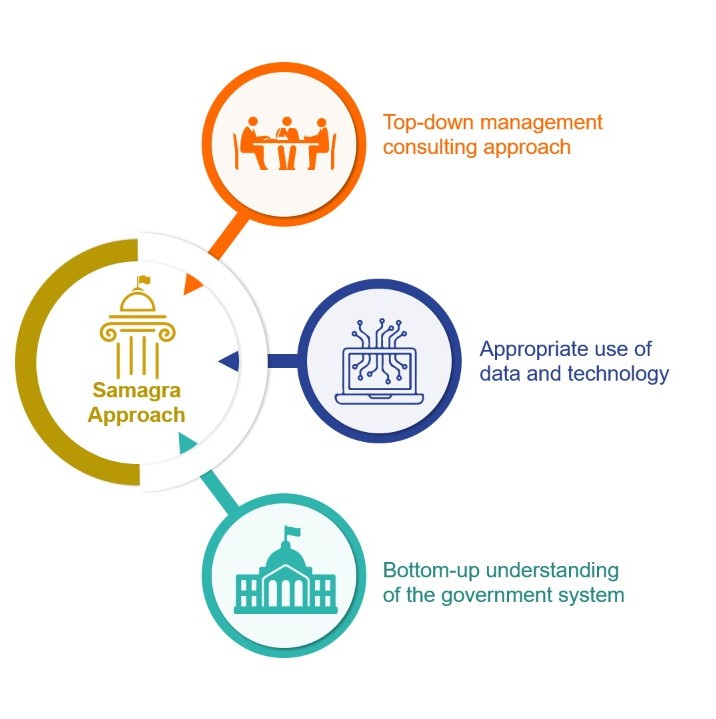 Top-down management
consulting approach
Samagra
Approach
Appropriate use of
data and technology
Bottom-up understanding
of the government system